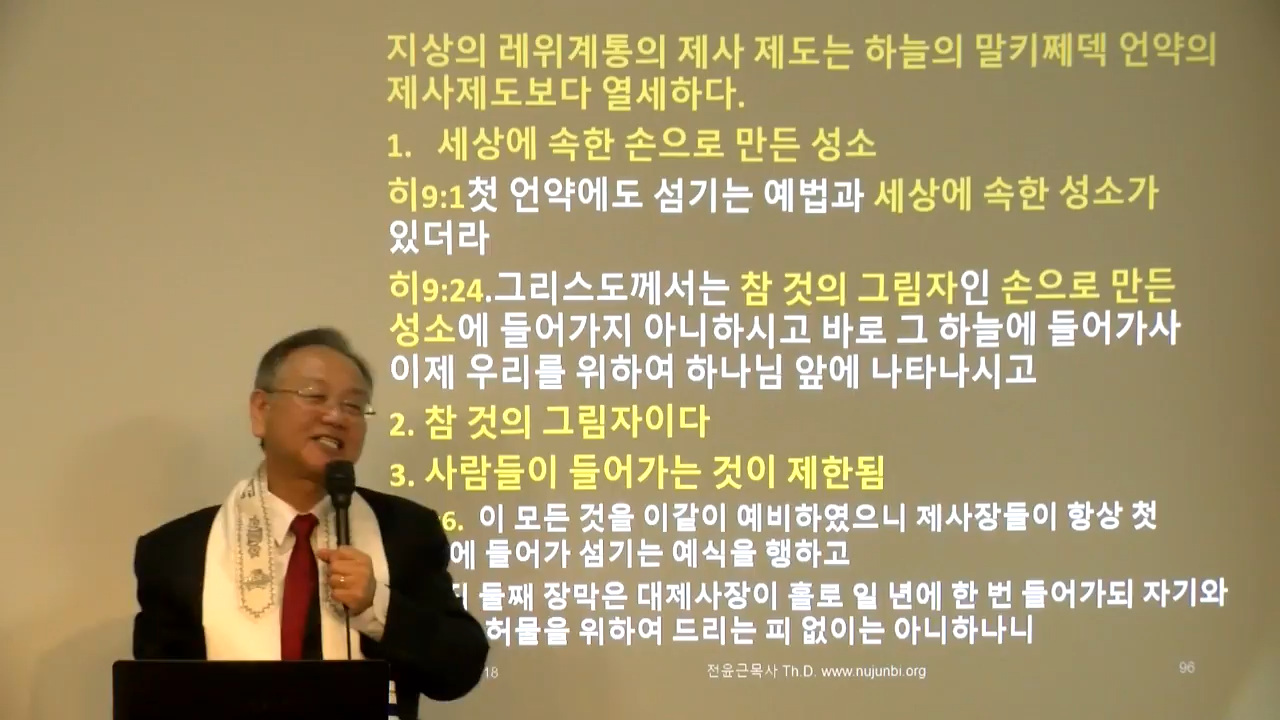 지상의 레위계통의 제사 제도는 하늘의 말키쩨덱 언약의
제사제도보다 열세하다.
1. 세상에 속한 손으로 만든 성소
히9:1첫 언약에도 섬기는 예법과 세상에 속한 성소가
있더라
히9:24.그리스도께서는 참 것의 그림자인 손으로 만든
성소에 들어가지 아니하시고 바로 그 하늘에 들어가사
이제 우리를 위하여 하나님 앞에 나타나시고
2. 참 것의 그림자이다
3. 사람들이 들어가는 것이 제한됨
6. 이 모든 것을 이같이 예비하였으니 제사장들이 항상 첫
에 들어가 섬기는 예식을 행하고
둘째 장막은 대제사장이 홀로 일 년에 한 번 들어가되 자기와
허물을 위하여 드리는 피 없이는 아니하나니
18 전윤근목사 Th.D. www.nujunbi.org 96